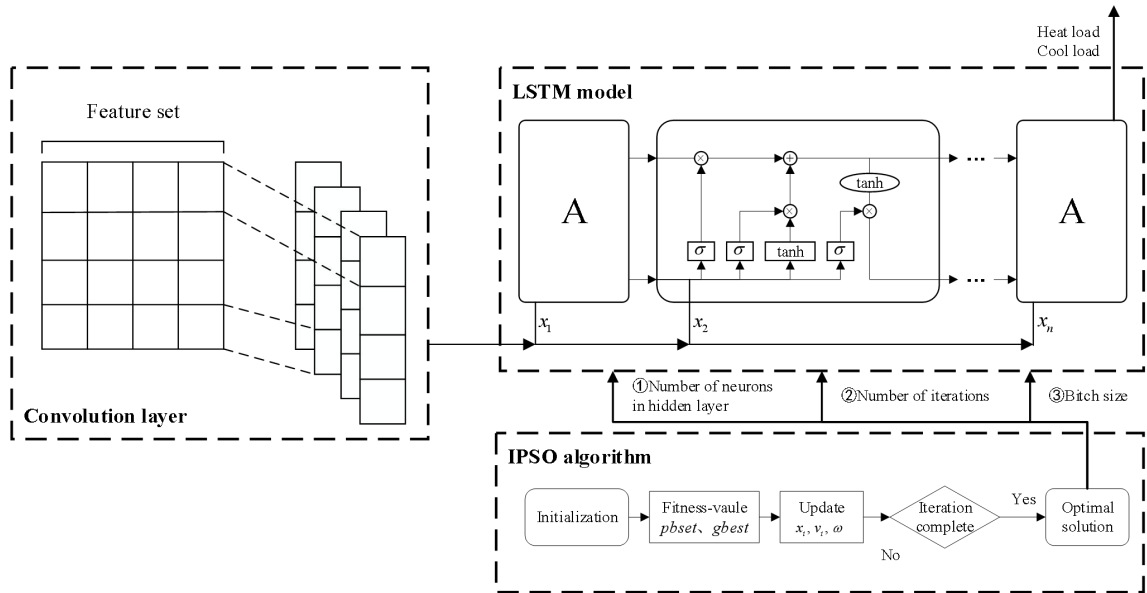 Heat load
Cool load
LSTM model
Feature set
A
× + tanh × ×
σ σ tanh σ
...
...
A
x1
x2
xn
Convolution layer
①Number of neurons
in hidden layer
②Number of iterations
③Bitch size
IPSO algorithm
Initialization
Fitness-vaule
pbset、gbest
Update
xi, vi, ω
Iteration
complete
Yes
No
Optimal
solution